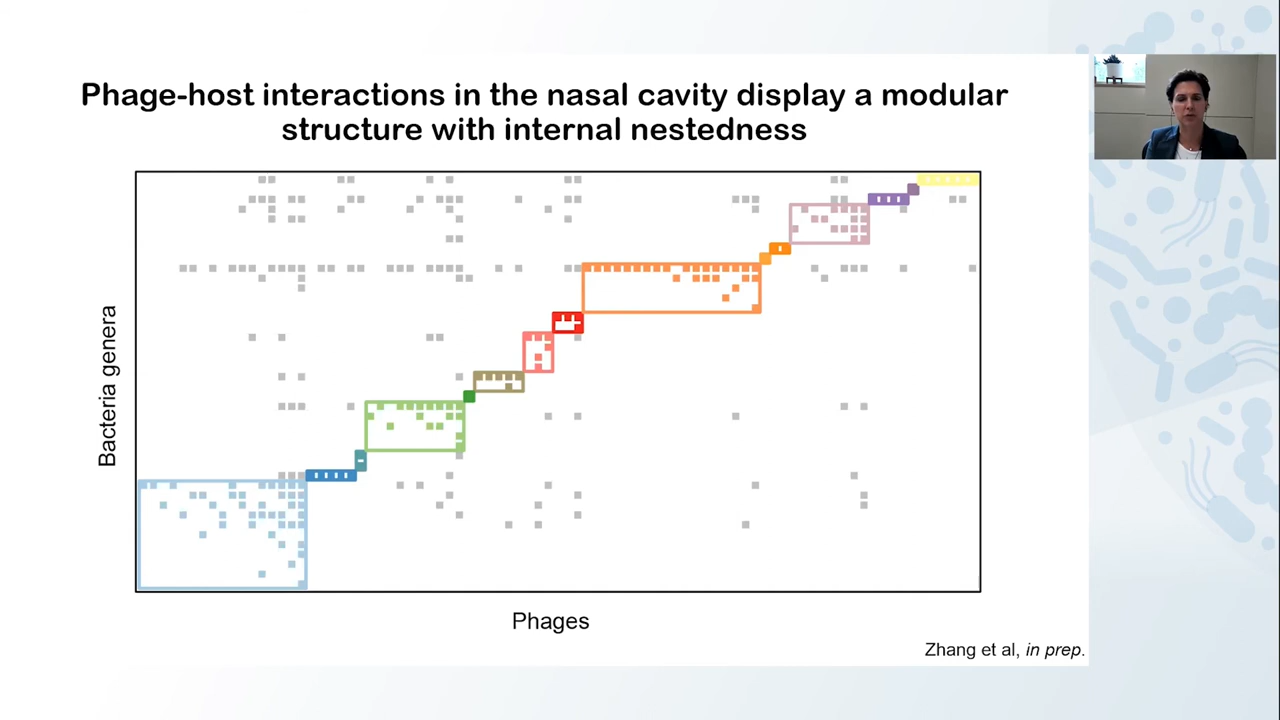 Phage-host interactions in the nasal cavity display a modular
structure with internal nestedness
Bacteria genera
Phages
Zhang et al, in prep.